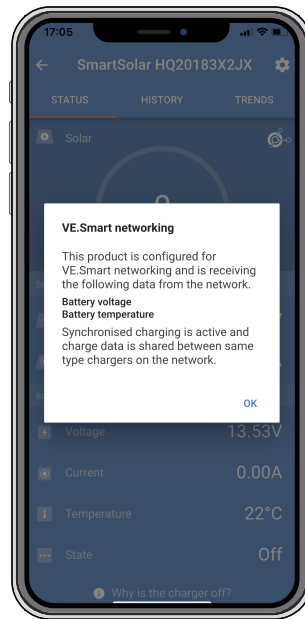 17:05
SmartSolar HQ20183X2JX
STATUS HISTORY TRENDS
Solar
VE.Smart networking
This product is configured for
VE.Smart networking and is receiving
the following data from the network.
Battery voltage
Battery temperature
Synchronised charging is active and
charge data is shared between same
type chargers on the network.
OK
Voltage 13.53V
Current 0.00A
Temperature 22°C
State Off
Why is the charger off?